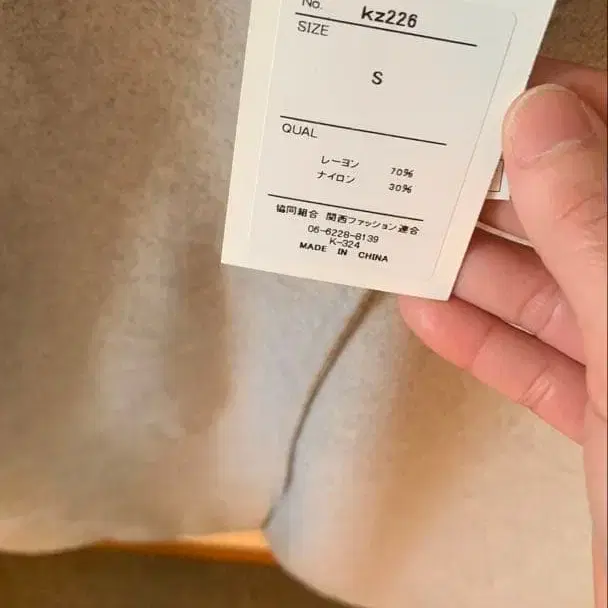 No. kz226
SIZE
S
QUAL
レーヨン 70%
ナイロン 30%
協同組合 関西ファッション連合
06-6228-8139
K-324
MADE IN CHINA